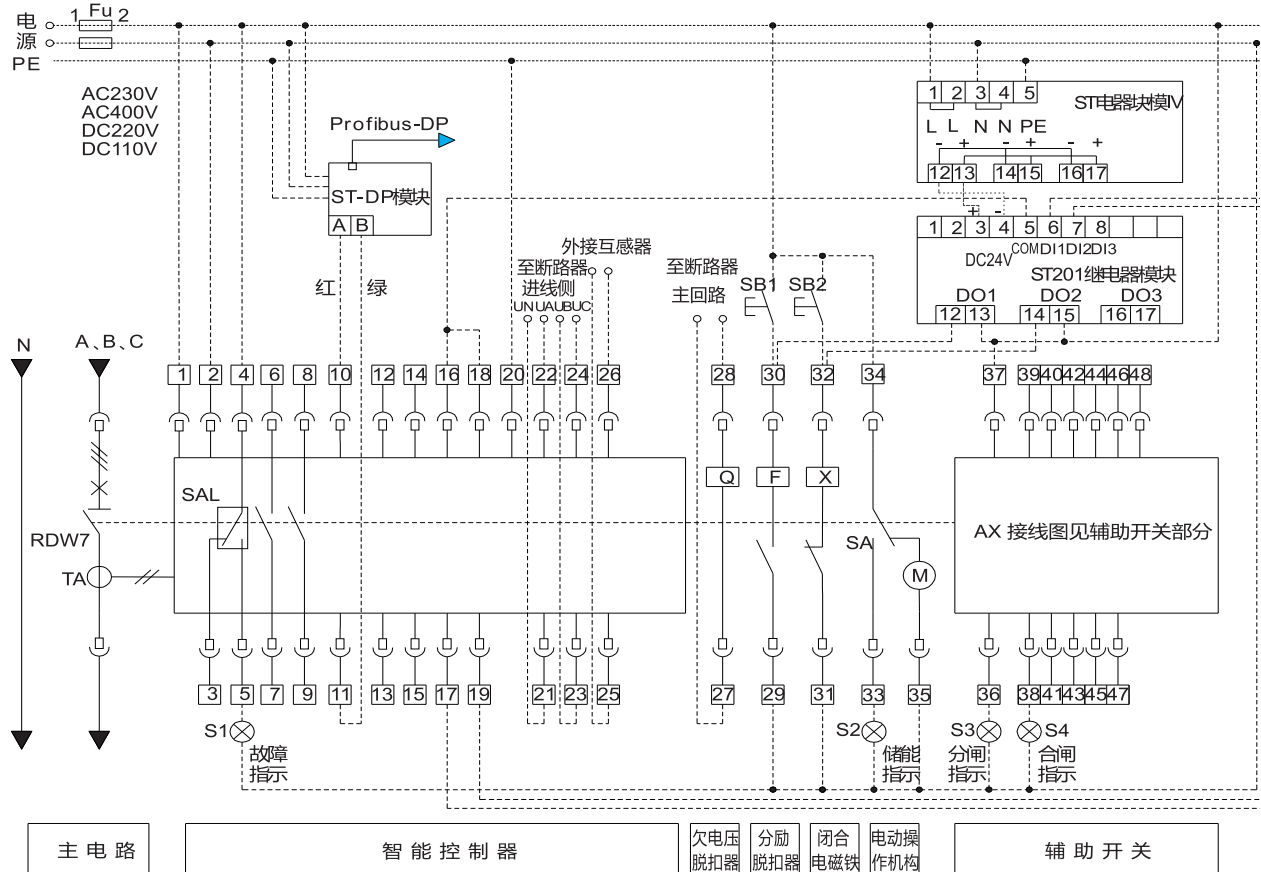 电 1 Fu 2
源
PE
AC230V
AC400V
DC220V
DC110V
Profibus-DP
ST-DP模块
A B
红 绿
1 2 3 4 5 ST电器块模IV
L L N N PE
- + - + - +
12 13 14 15 16 17
+ -
1 2 3 4 5 6 7 8
DC24V COM DI1 DI2 DI3
ST201继电器模块
DO1 DO2 DO3
12 13 14 15 16 17
外接互感器
至断路器
进线侧
UN UA UB UC
至断路器
主回路
SB1 SB2
N A、B、C
1 2 4 6 8 10 12 14 16 18 20 22 24 26 28 30 32 34 37 39 40 42 44 46 48
Q F X
SAL
RDW7
TA
SA
M
AX 接线图见辅助开关部分
3 5 7 9 11 13 15 17 19 21 23 25 27 29 31 33 35 36 38 41 43 45 47
S1 S2 S3 S4
故障
指示
储能
指示
分闸
指示
合闸
指示
主电路
智能控制器
欠电压
脱扣器
分励
脱扣器
闭合
电磁铁
电动操
作机构
辅助开关